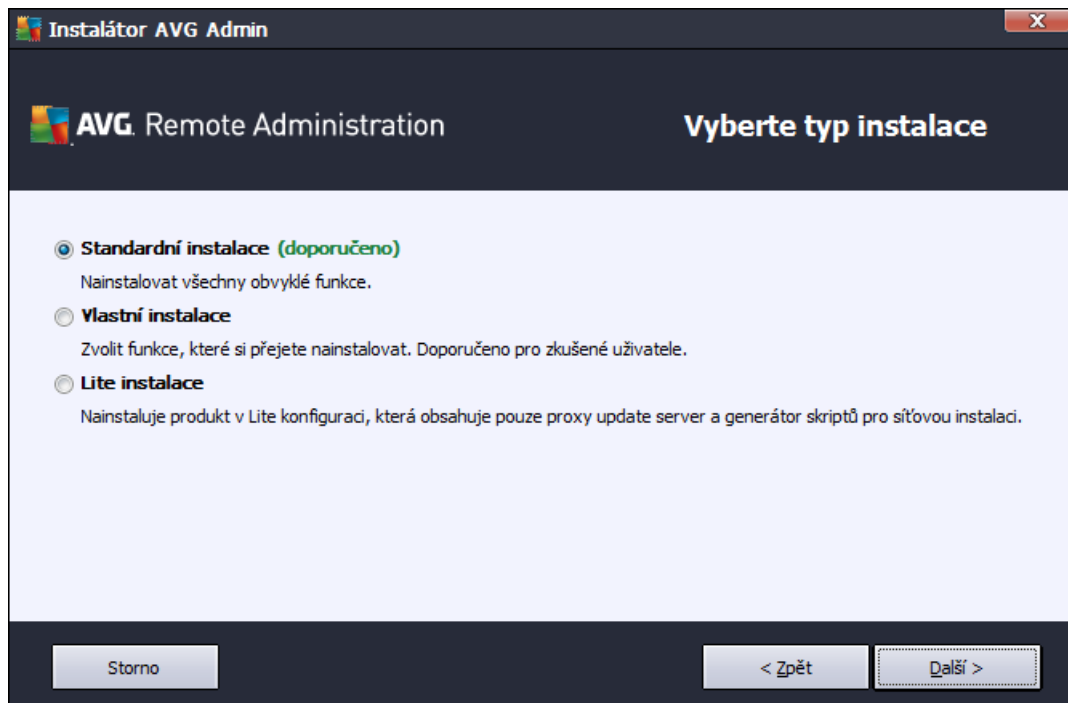 Instalátor AVG Admin
X
AVG. Remote Administration
Vyberte typ instalace
Standardní instalace (doporučeno)
Nainstalovat všechny obvyklé funkce.
Vlastní instalace
Zvolit funkce, které si přejete nainstalovat. Doporučeno pro zkušené uživatele.
Lite instalace
Nainstaluje produkt v Lite konfiguraci, která obsahuje pouze proxy update server a generátor skriptů pro síťovou instalaci.
Storno
< Zpět
Další >